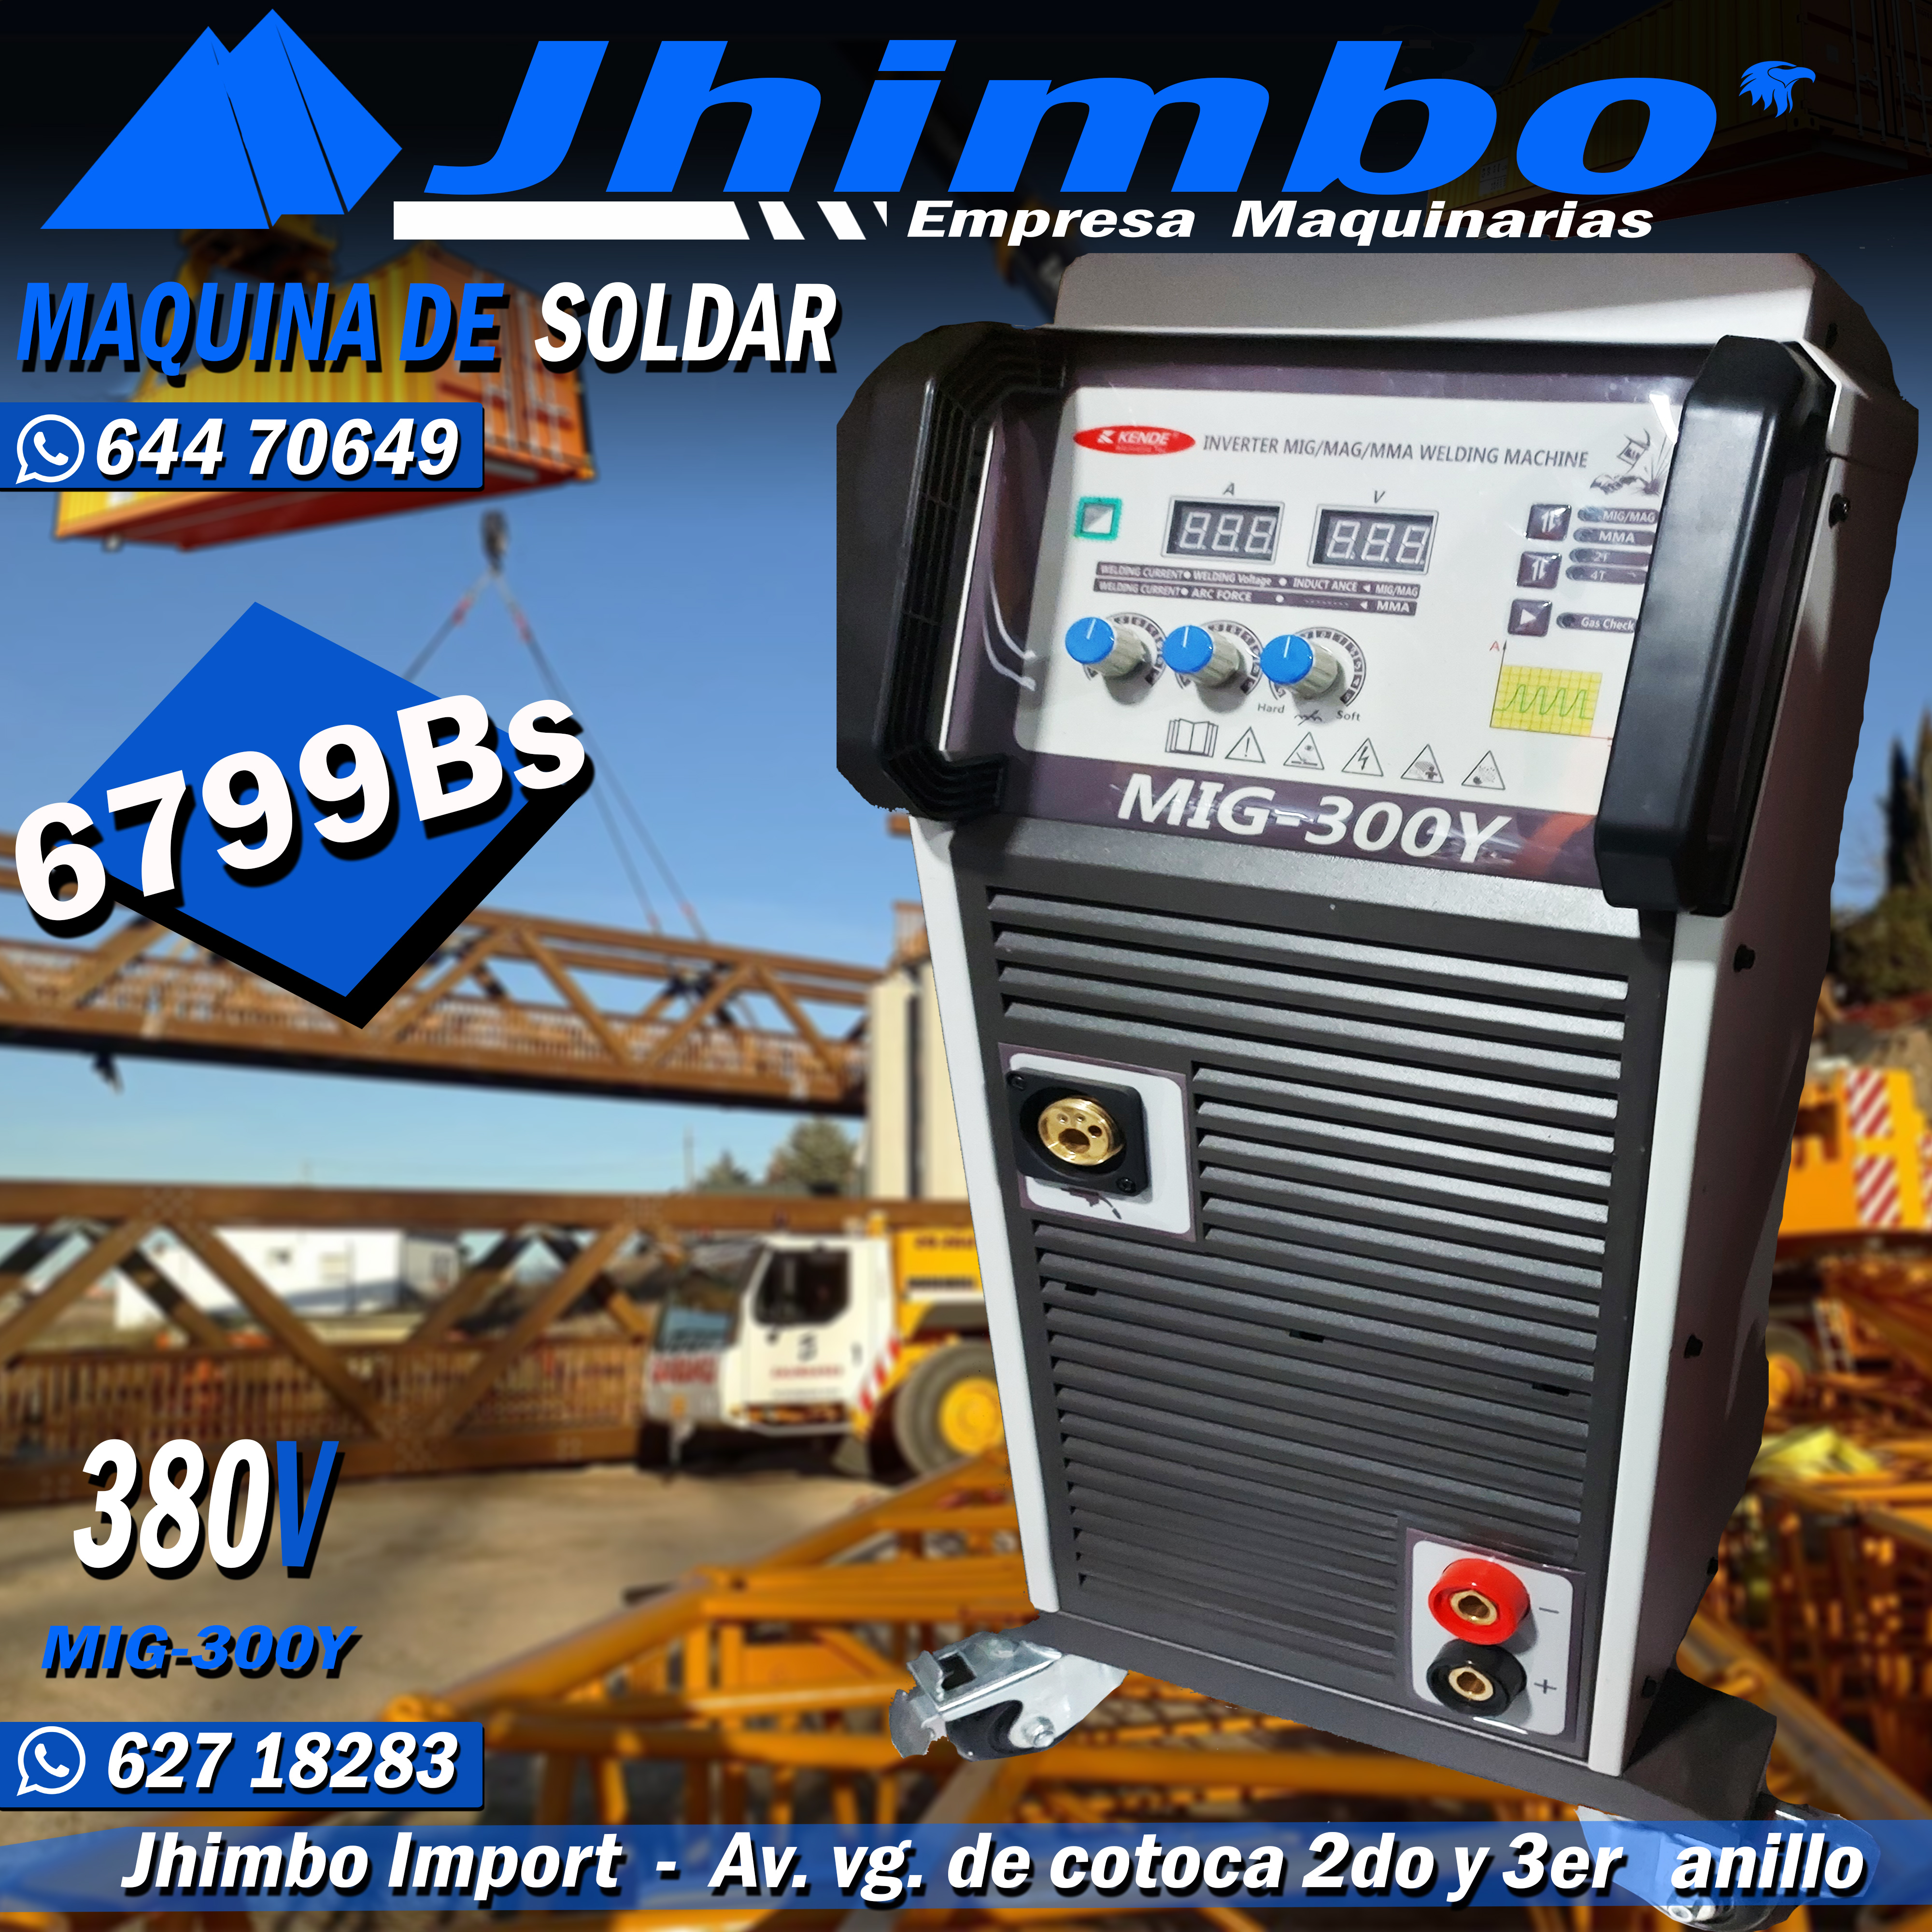 Jhimbo
Empresa Maquinarias
MAQUINA DE SOLDAR
644 70649
6799Bs
KENDE
INVERTER MIG/MAG/MMA WELDING MACHINE
A
V
888
888
MIG/MAG
MMA
2T
4T
WELDING CURRENT WELDING Voltage INDUCT ANCE MIG/MAG
WELDING CURRENT ARC FORCE MMA
Gas Check
A
Hard
Soft
MIG-300Y
380V
MIG-300Y
−
+
627 18283
Jhimbo Import - Av. vg. de cotoca 2do y 3er anillo